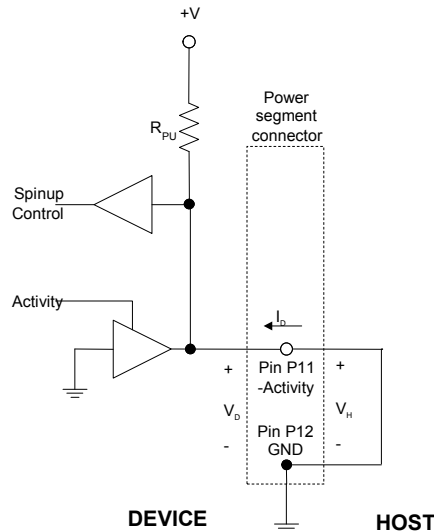 +V
Power
segment
connector
R_PU
Spinup
Control
Activity
I_D
+
Pin P11
-Activity
+
V_D
V_H
-
Pin P12
GND
-
DEVICE
HOST